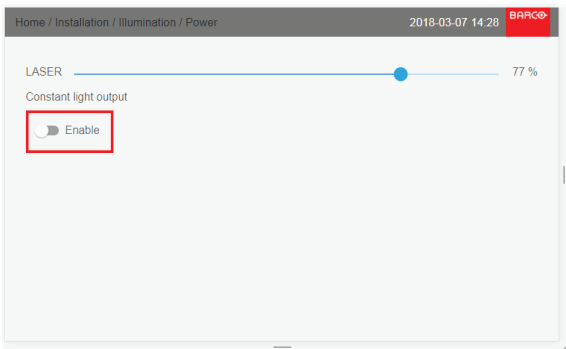 Home / Installation / Illumination / Power 2018-03-07 14:28 BARCO
LASER 77 %
Constant light output
Enable